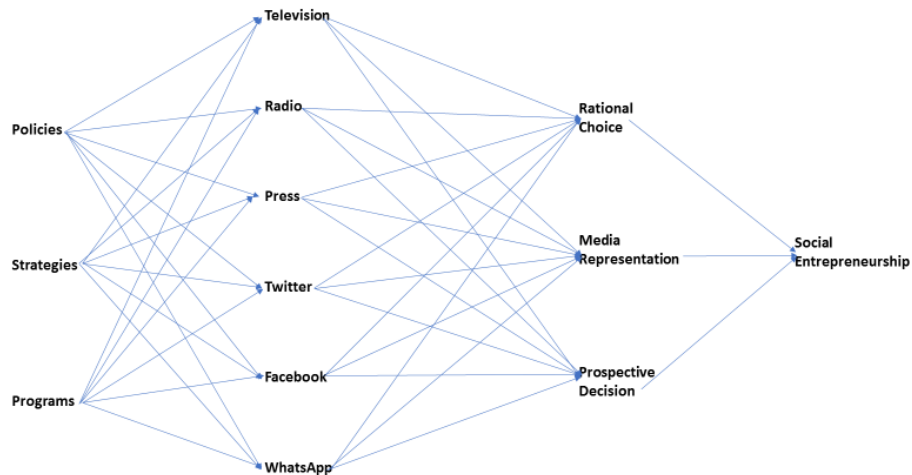 Policies
Strategies
Programs
Television
Radio
Press
Twitter
Facebook
WhatsApp
Rational
Choice
Media
Representation
Prospective
Decision
Social
Entrepreneurship